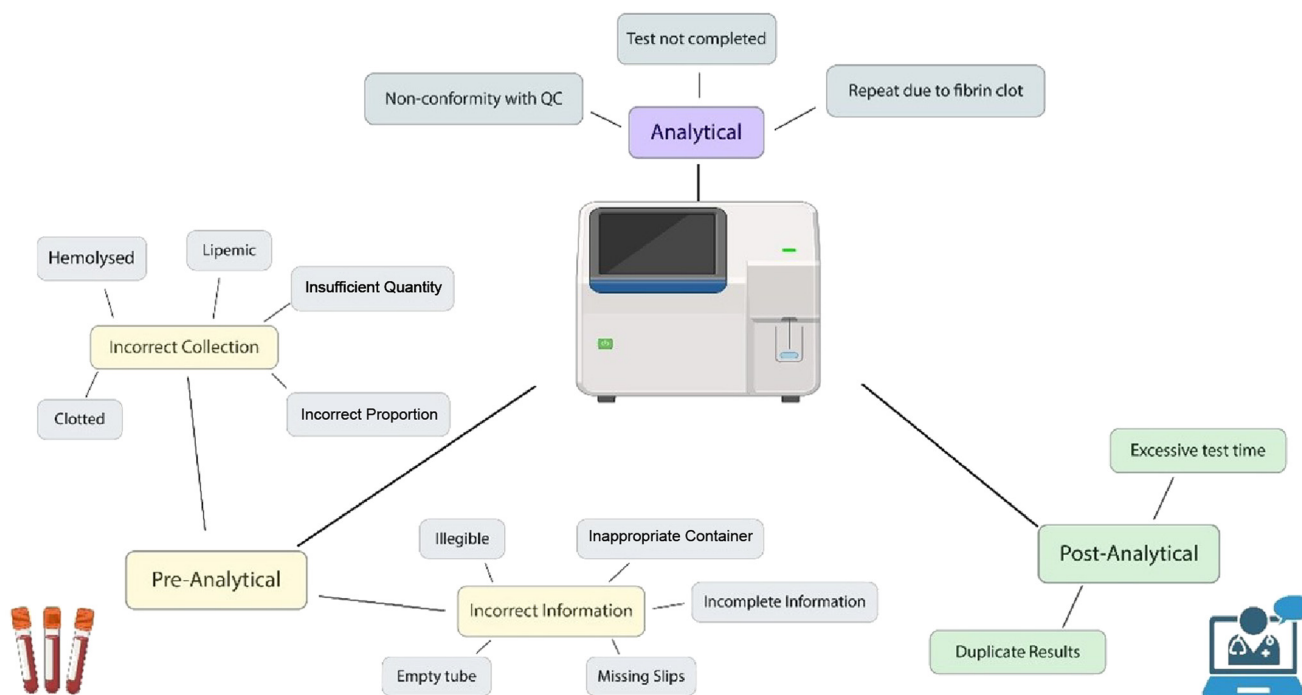 Test not completed
Non-conformity with QC
Repeat due to fibrin clot
Analytical
Hemolysed
Lipemic
Insufficient Quantity
Incorrect Collection
Clotted
Incorrect Proportion
Pre-Analytical
Illegible
Inappropriate Container
Incorrect Information
Incomplete Information
Empty tube
Missing Slips
Excessive test time
Post-Analytical
Duplicate Results